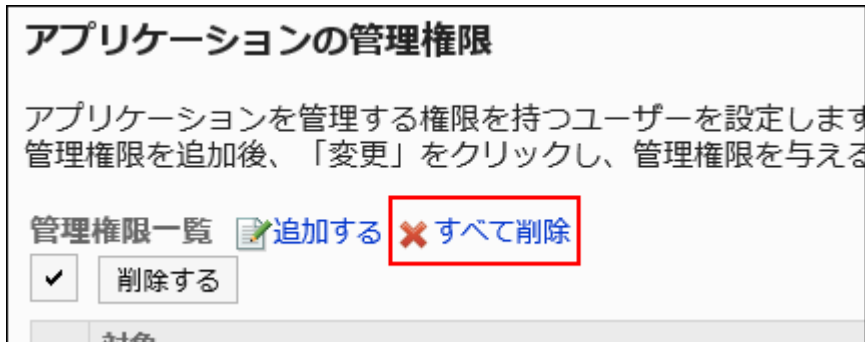 アプリケーションの管理権限
アプリケーションを管理する権限を持つユーザーを設定します
管理権限を追加後、「変更」をクリックし、管理権限を与える
管理権限一覧 追加する すべて削除
削除する
対象